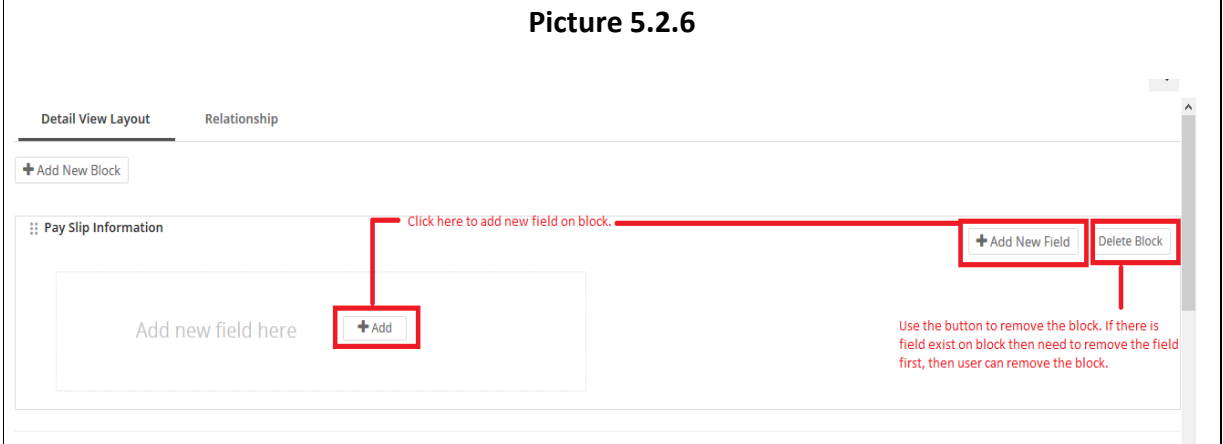 Picture 5.2.6
Detail View Layout Relationship
+ Add New Block
Pay Slip Information
Click here to add new field on block.
+ Add New Field Delete Block
Add new field here + Add
Use the button to remove the block. If there is
field exist on block then need to remove the field
first, then user can remove the block.